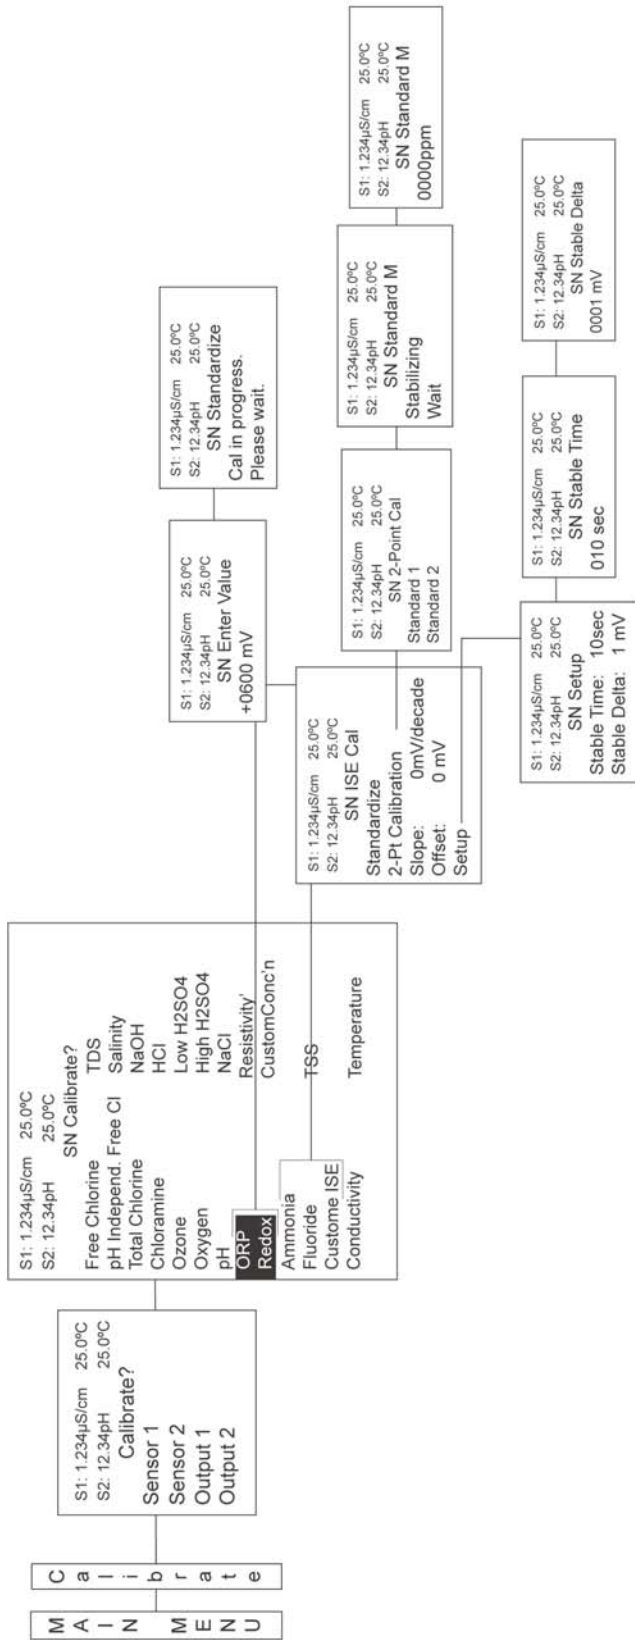 MAIN MENU
Calibrate
S1: 1.234µS/cm 25.0ºC
S2: 12.34pH 25.0ºC
Calibrate?
Sensor 1
Sensor 2
Output 1
Output 2
S1: 1.234µS/cm 25.0ºC
S2: 12.34pH 25.0ºC
SN Calibrate?
Free Chlorine TDS
pH Independ. Free Cl Salinity
Total Chlorine NaOH
Chloramine HCl
Ozone Low H2SO4
Oxygen High H2SO4
pH NaCl
ORP Resistivity'
Redox CustomConc'n
Ammonia
Fluoride TSS
Custome ISE
Conductivity Temperature
S1: 1.234µS/cm 25.0ºC
S2: 12.34pH 25.0ºC
SN Enter Value
+0600 mV
S1: 1.234µS/cm 25.0ºC
S2: 12.34pH 25.0ºC
SN Standardize
Cal in progress.
Please wait.
S1: 1.234µS/cm 25.0ºC
S2: 12.34pH 25.0ºC
SN ISE Cal
Standardize
2-Pt Calibration
Slope: 0mV/decade
Offset: 0 mV
Setup
S1: 1.234µS/cm 25.0ºC
S2: 12.34pH 25.0ºC
SN 2-Point Cal
Standard 1
Standard 2
S1: 1.234µS/cm 25.0ºC
S2: 12.34pH 25.0ºC
SN Standard M
Stabilizing
Wait
S1: 1.234µS/cm 25.0ºC
S2: 12.34pH 25.0ºC
SN Standard M
0000ppm
S1: 1.234µS/cm 25.0ºC
S2: 12.34pH 25.0ºC
SN Setup
Stable Time: 10sec
Stable Delta: 1 mV
S1: 1.234µS/cm 25.0ºC
S2: 12.34pH 25.0ºC
SN Stable Time
010 sec
S1: 1.234µS/cm 25.0ºC
S2: 12.34pH 25.0ºC
SN Stable Delta
0001 mV